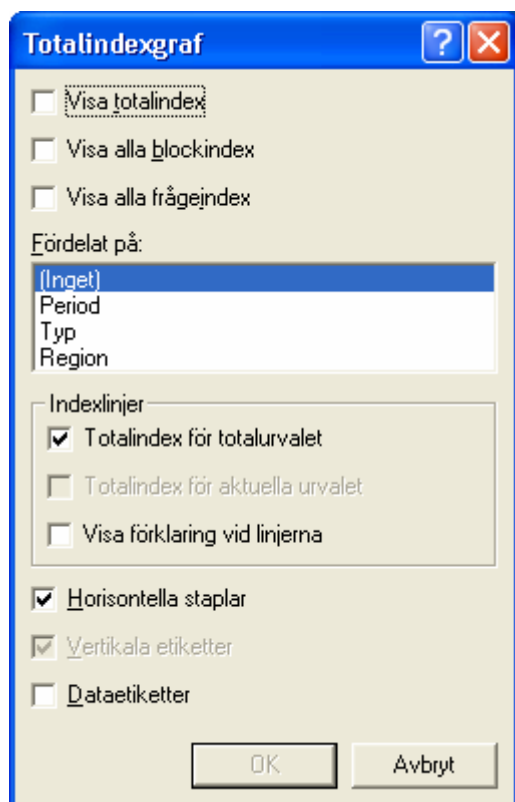 Totalindexgraf
?
Visa totalindex
Visa alla blockindex
Visa alla frågeindex
Fördelat på:
(Inget)
Period
Typ
Region
Indexlinjer
Totalindex för totalurvalet
Totalindex för aktuella urvalet
Visa förklaring vid linjerna
Horisontella staplar
Vertikala etiketter
Dataetiketter
OK Avbryt